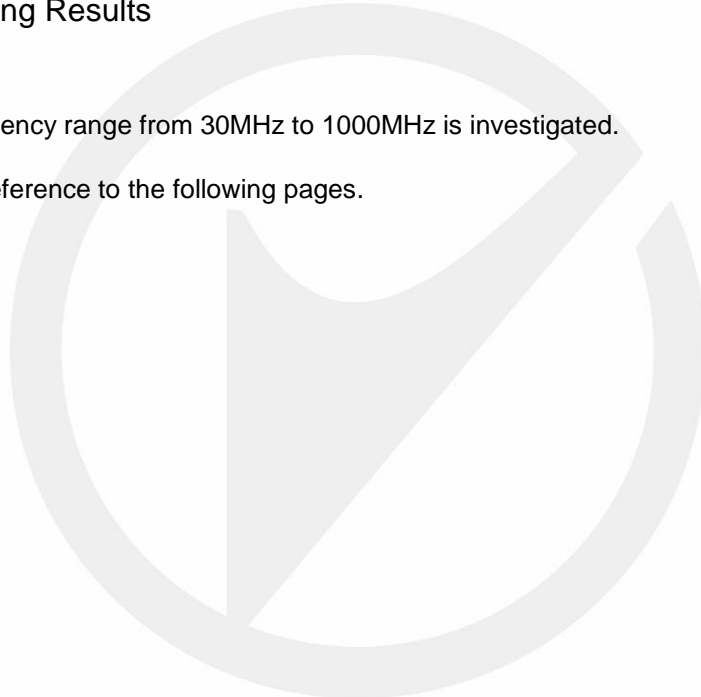 ng Results
ency range from 30MHz to 1000MHz is investigated.
eference to the following pages.